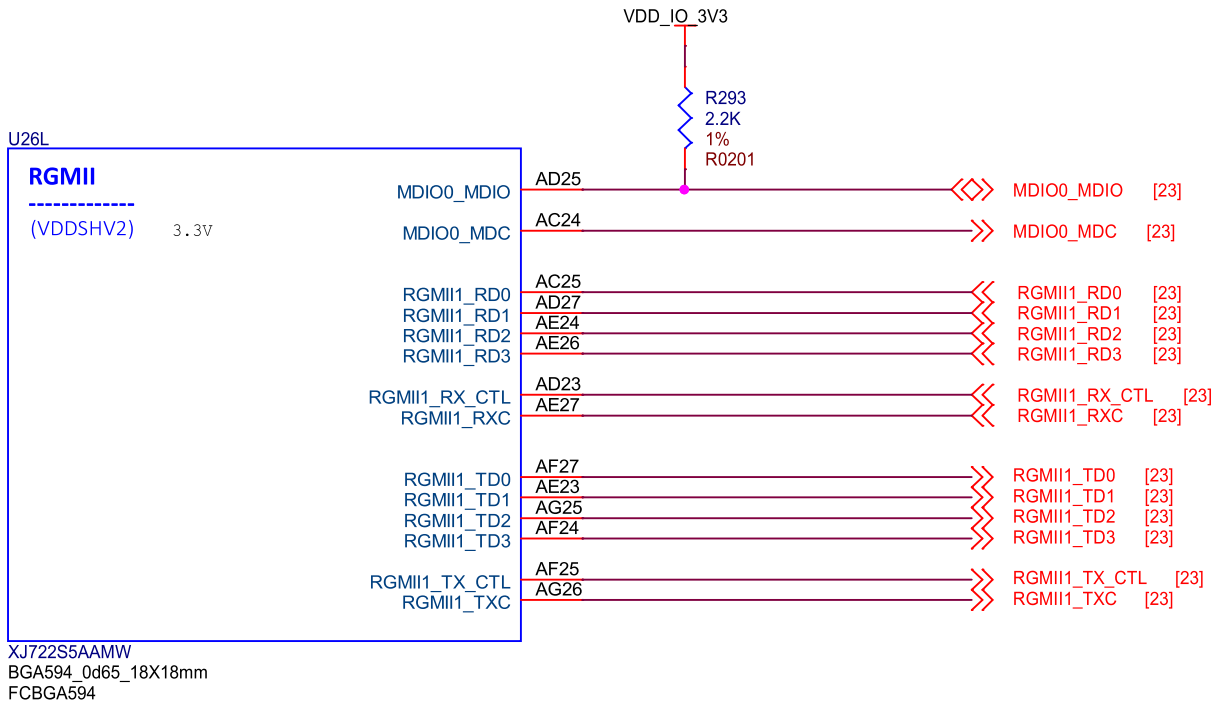 VDD_IO_3V3
R293
2.2K
1%
R0201
U26L
RGMII
-------------
(VDDSHV2) 3.3V
MDIO0_MDIO AD25 MDIO0_MDIO [23]
MDIO0_MDC AC24 MDIO0_MDC [23]
RGMII1_RD0 AC25 RGMII1_RD0 [23]
RGMII1_RD1 AD27 RGMII1_RD1 [23]
RGMII1_RD2 AE24 RGMII1_RD2 [23]
RGMII1_RD3 AE26 RGMII1_RD3 [23]
RGMII1_RX_CTL AD23 RGMII1_RX_CTL [23]
RGMII1_RXC AE27 RGMII1_RXC [23]
RGMII1_TD0 AF27 RGMII1_TD0 [23]
RGMII1_TD1 AE23 RGMII1_TD1 [23]
RGMII1_TD2 AG25 RGMII1_TD2 [23]
RGMII1_TD3 AF24 RGMII1_TD3 [23]
RGMII1_TX_CTL AF25 RGMII1_TX_CTL [23]
RGMII1_TXC AG26 RGMII1_TXC [23]
XJ722S5AAMW
BGA594_0d65_18X18mm
FCBGA594